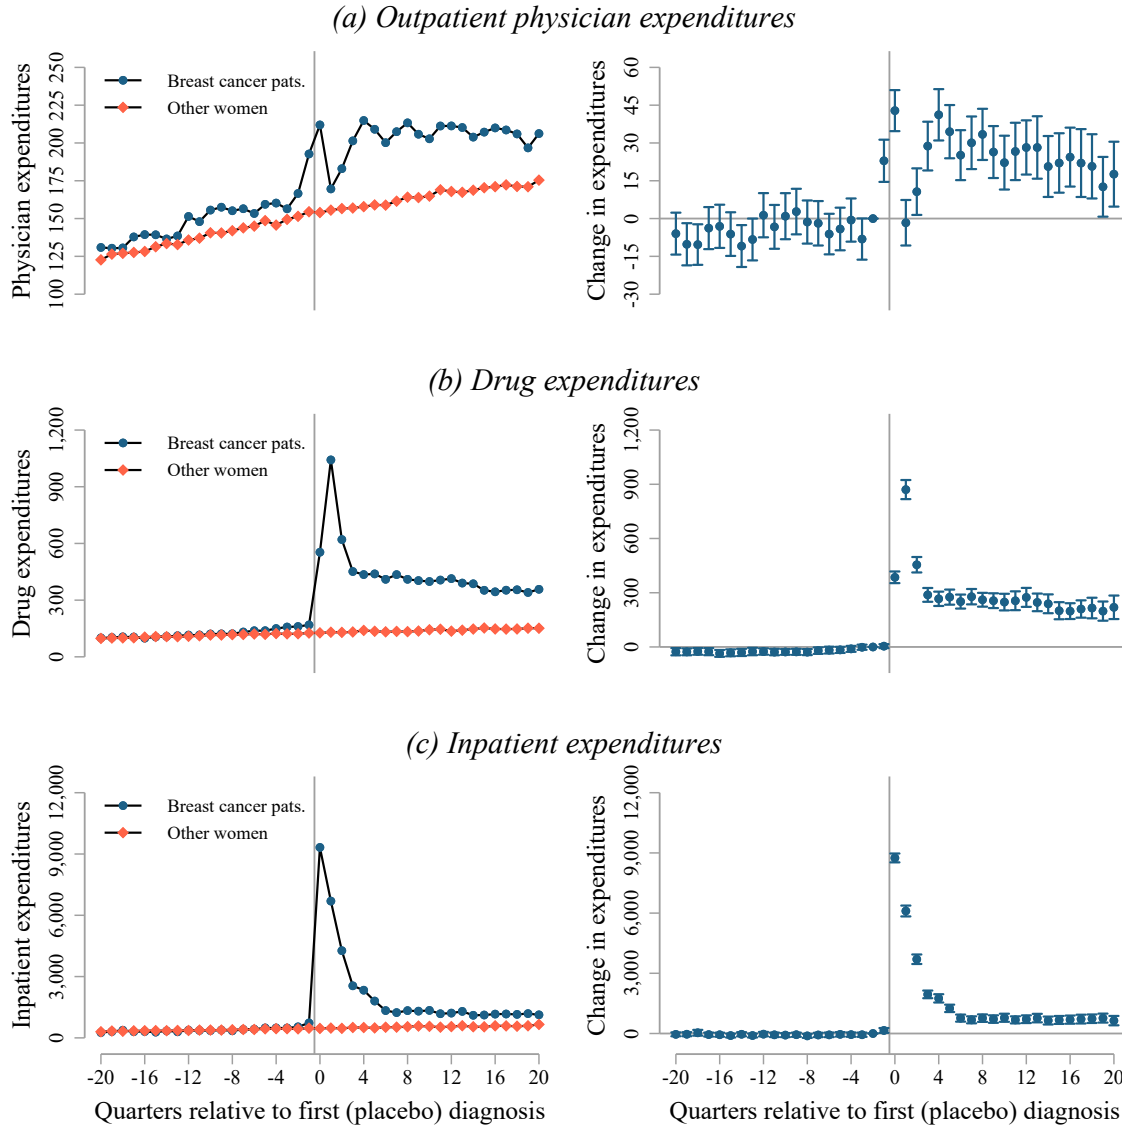 (a) Outpatient physician expenditures
Physician expenditures
100 125 150 175 200 225 250
Breast cancer pats.
Other women
Change in expenditures
-30 -15 0 15 30 45 60
(b) Drug expenditures
Drug expenditures
0 300 600 900 1,200
Breast cancer pats.
Other women
Change in expenditures
0 300 600 900 1,200
(c) Inpatient expenditures
Inpatient expenditures
0 3,000 6,000 9,000 12,000
Breast cancer pats.
Other women
-20 -16 -12 -8 -4 0 4 8 12 16 20
Quarters relative to first (placebo) diagnosis
Change in expenditures
0 3,000 6,000 9,000 12,000
-20 -16 -12 -8 -4 0 4 8 12 16 20
Quarters relative to first (placebo) diagnosis